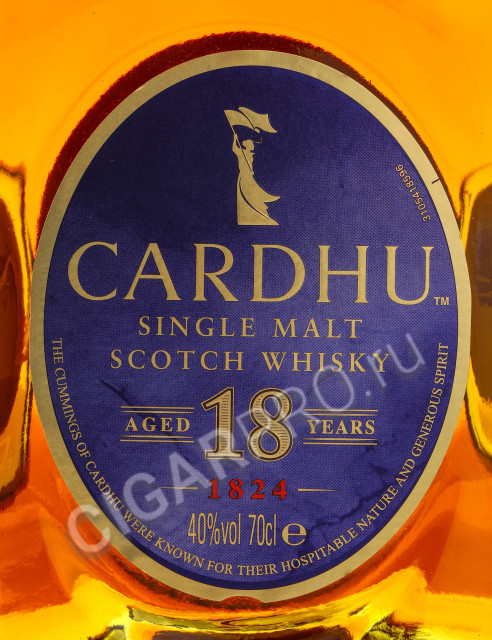 3105418596
CARDHU™
SINGLE MALT
SCOTCH WHISKY
AGED 18 YEARS
1824
40%vol 70cl e
THE CUMMINGS OF CARDHU WERE KNOWN FOR THEIR HOSPITABLE NATURE AND GENEROUS SPIRIT
CIGARPRO.ru